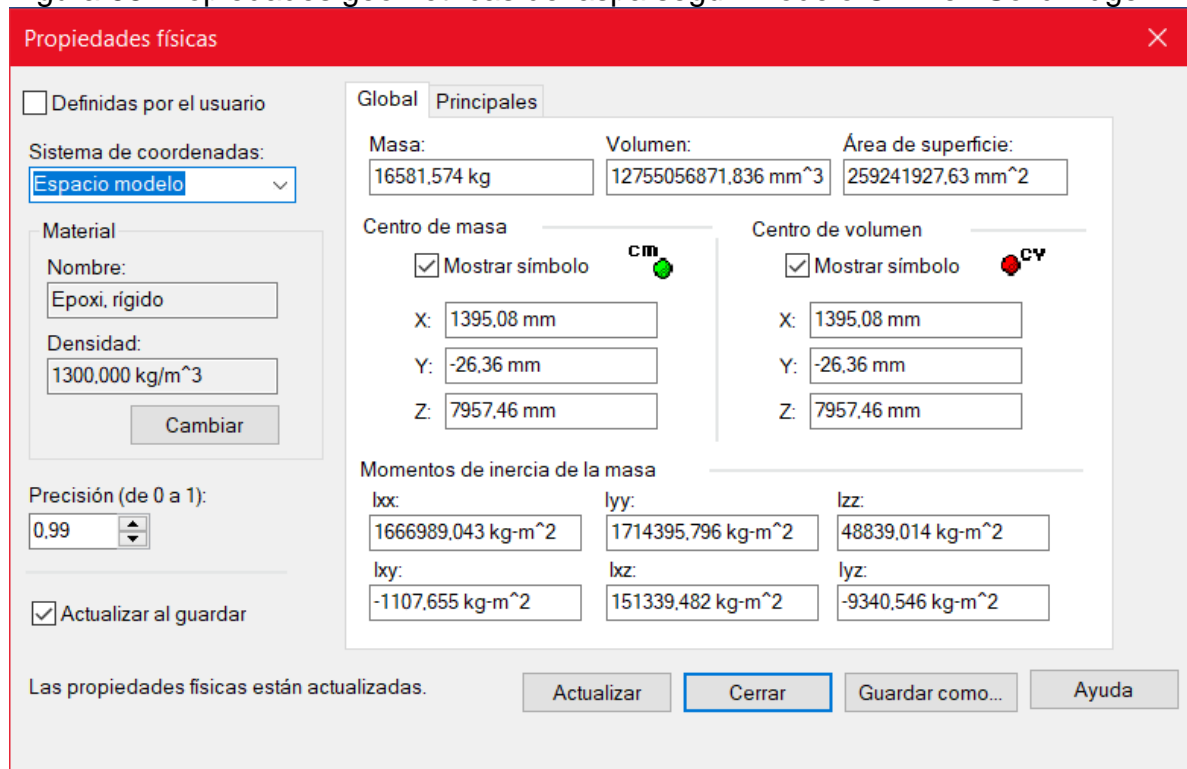 Propiedades físicas
Definidas por el usuario
Sistema de coordenadas:
Espacio modelo
Material
Nombre:
Epoxi, rígido
Densidad:
1300,000 kg/m^3
Cambiar
Precisión (de 0 a 1):
0,99
Actualizar al guardar
Global Principales
Masa: Volumen: Área de superficie:
16581,574 kg 12755056871,836 mm^3 259241927,63 mm^2
Centro de masa Centro de volumen
Mostrar símbolo cm Mostrar símbolo cv
X: 1395,08 mm X: 1395,08 mm
Y: -26,36 mm Y: -26,36 mm
Z: 7957,46 mm Z: 7957,46 mm
Momentos de inercia de la masa
Ixx: Iyy: Izz:
1666989,043 kg-m^2 1714395,796 kg-m^2 48839,014 kg-m^2
Ixy: Ixz: Iyz:
-1107,655 kg-m^2 151339,482 kg-m^2 -9340,546 kg-m^2
Las propiedades físicas están actualizadas. Actualizar Cerrar Guardar como... Ayuda